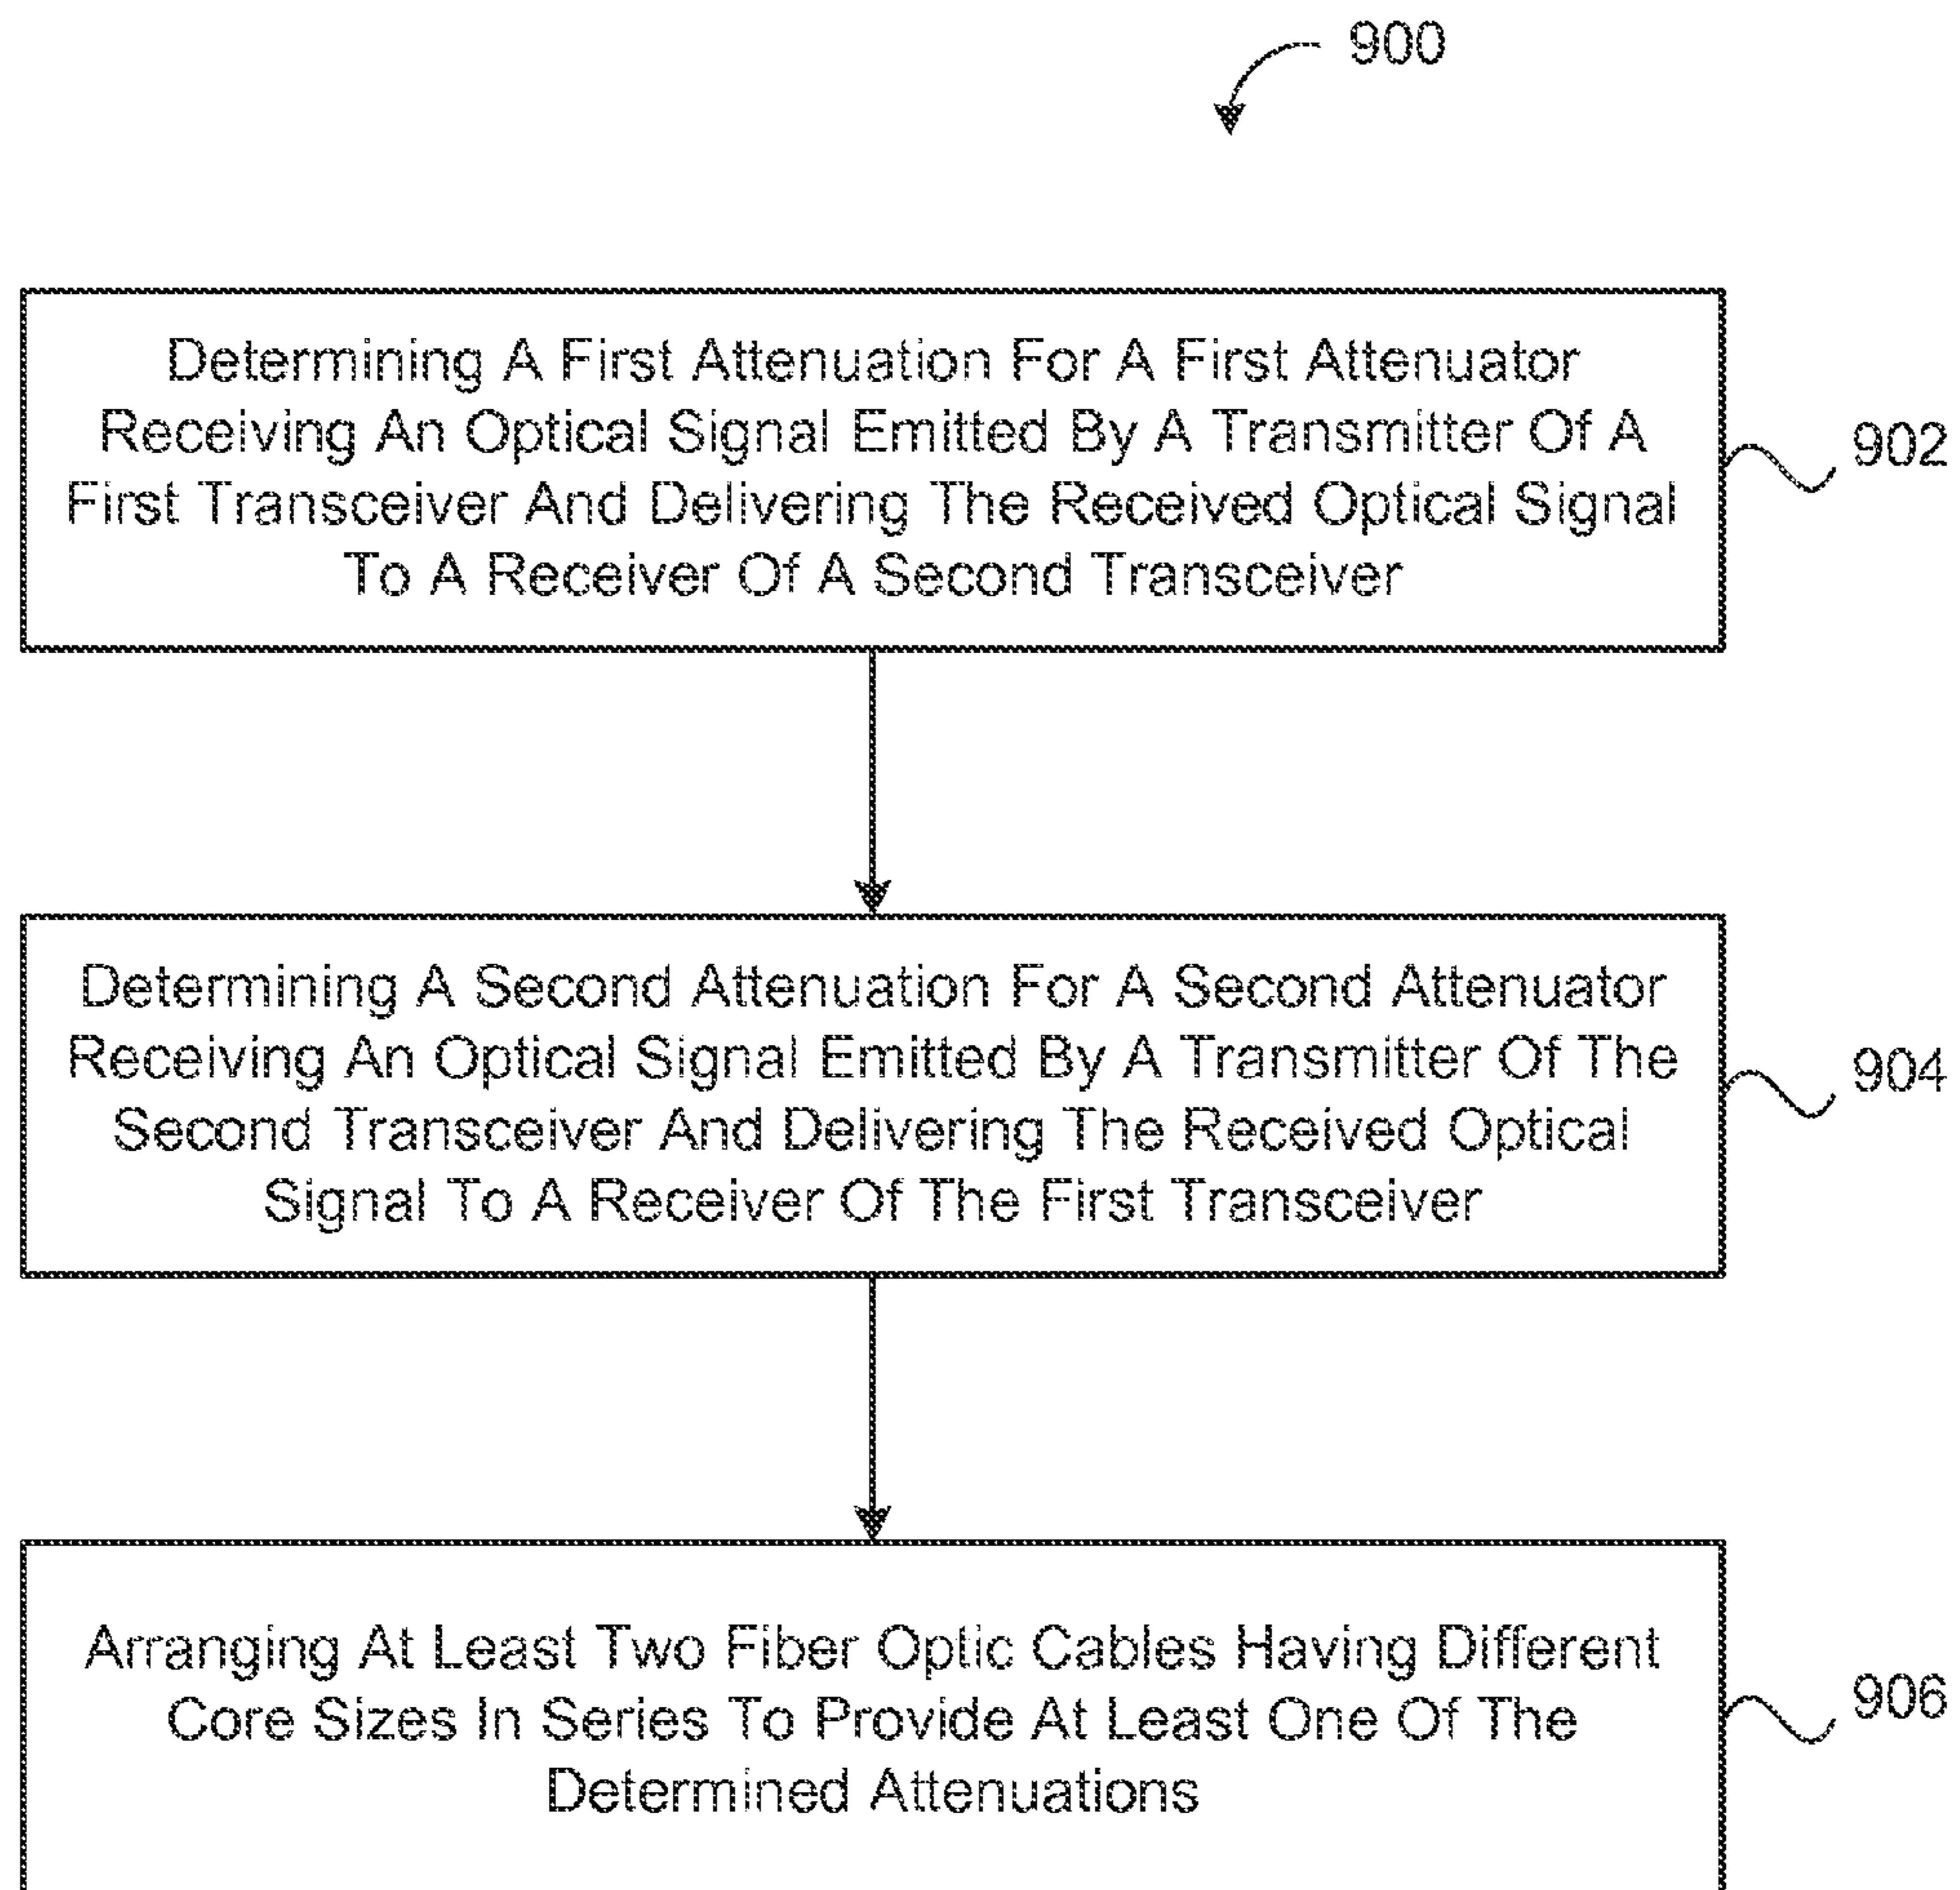 900
Determining A First Attenuation For A First Attenuator
Receiving An Optical Signal Emitted By A Transmitter Of A
First Transceiver And Delivering The Received Optical Signal
To A Receiver Of A Second Transceiver
902
Determining A Second Attenuation For A Second Attenuator
Receiving An Optical Signal Emitted By A Transmitter Of The
Second Transceiver And Delivering The Received Optical
Signal To A Receiver Of The First Transceiver
904
Arranging At Least Two Fiber Optic Cables Having Different
Core Sizes In Series To Provide At Least One Of The
Determined Attenuations
906